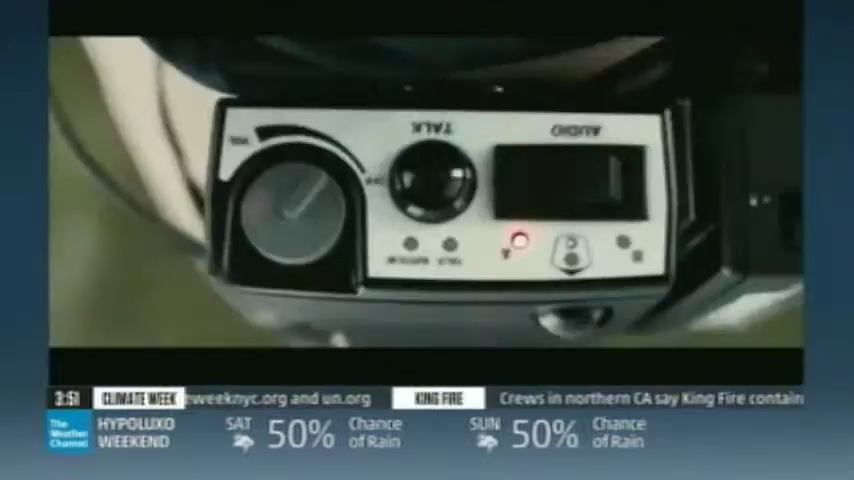 VOL
TALK
AUDIO
A
B
3:51 CLIMATE WEEK weeknyc.org and un.org KING FIRE Crews in northern CA say King Fire contain
The Weather Channel
HYPOLUXO WEEKEND
SAT 50% Chance of Rain
SUN 50% Chance of Rain